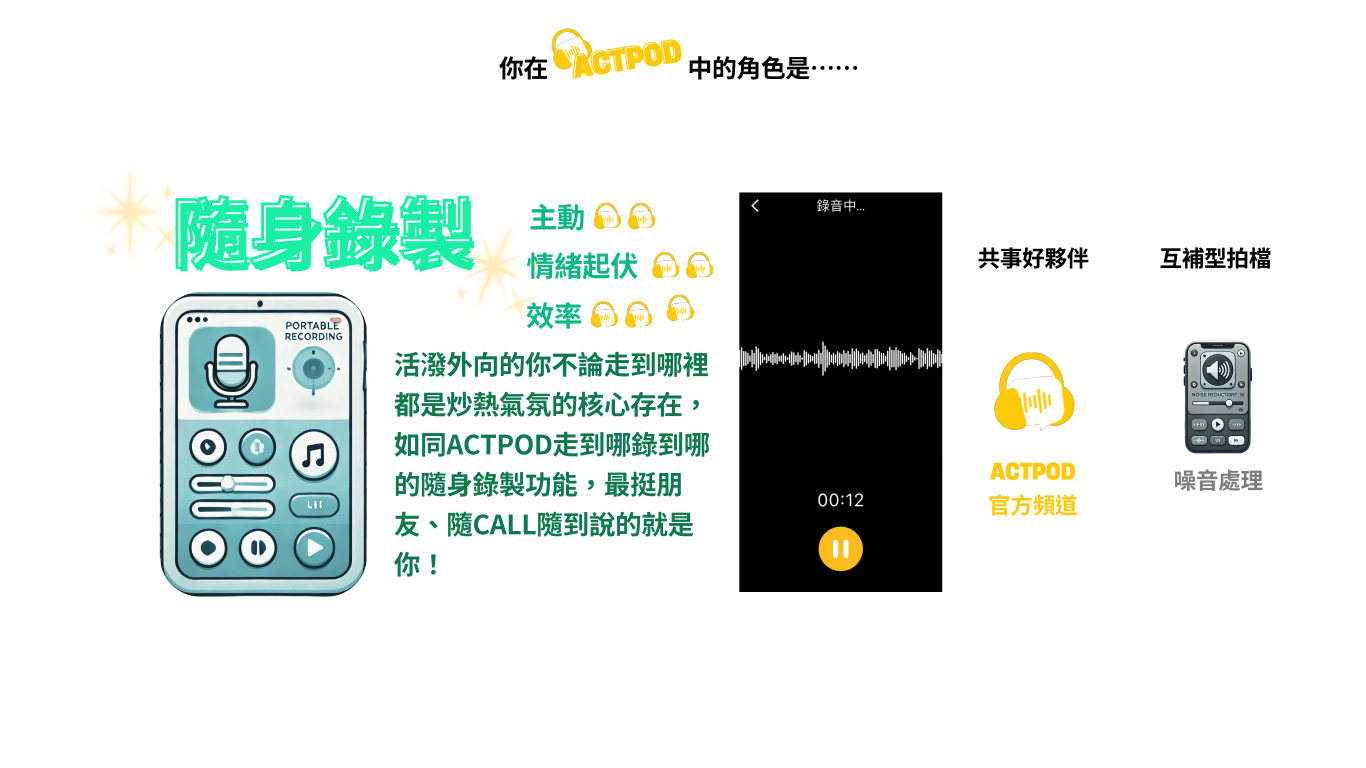 你在 ACTPOD 中的角色是⋯⋯
隨身錄製
主動
情緒起伏
效率
PORTABLE
RECORDING
活潑外向的你不論走到哪裡
都是炒熱氣氛的核心存在，
如同ACTPOD走到哪錄到哪
的隨身錄製功能，最挺朋
友、隨CALL隨到說的就是
你！
錄音中...
00:12
共事好夥伴
ACTPOD
官方頻道
互補型拍檔
NOISE REDUCTION
噪音處理